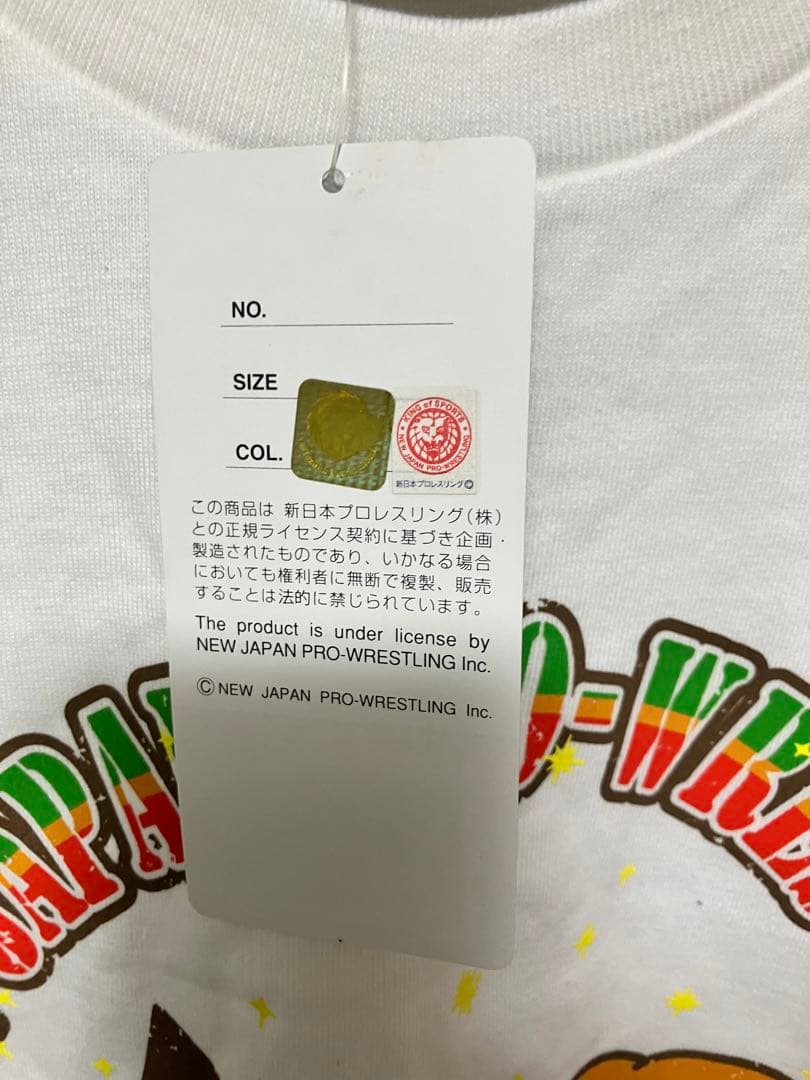 NO.
SIZE
COL.
KING of SPORTS
NEW JAPAN PRO-WRESTLING
新日本プロレスリング
この商品は 新日本プロレスリング(株)
との正規ライセンス契約に基づき企画・
製造されたものであり、いかなる場合
においても権利者に無断で複製、販売
することは法的に禁じられています。
The product is under license by
NEW JAPAN PRO-WRESTLING Inc.
© NEW JAPAN PRO-WRESTLING Inc.
JAPA
O-WRE